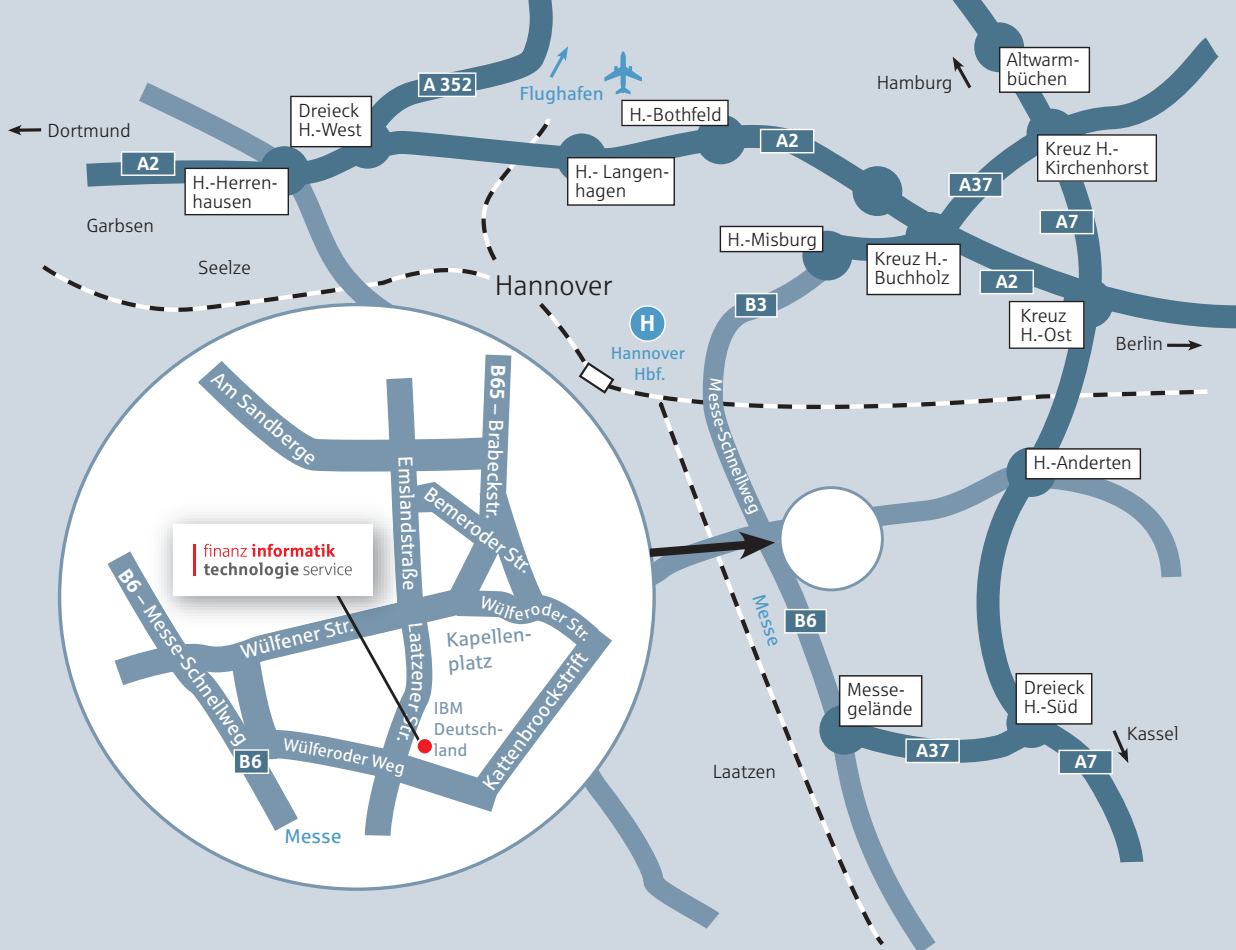 Altwarm-
büchen
Hamburg
A 352
Flughafen
Dreieck
H.-West
H.-Bothfeld
Dortmund
A2
A2
Kreuz H.-
Kirchenhorst
H.-Herren-
hausen
H.- Langen-
hagen
A37
A7
Garbsen
H.-Misburg
Seelze
Kreuz H.-
Buchholz
A2
Hannover
B3
Kreuz
H.-Ost
H
Hannover
Hbf.
Berlin
Messe-Schnellweg
H.-Anderten
Am Sandberge
B65 – Brabeckstr.
Emslandstraße
Bemeroder Str.
finanz informatik
technologie service
B6 – Messe-Schnellweg
Wülfener Str.
Wülferoder Str.
Laatzener Str.
Kapellen-
platz
IBM
Deutsch-
land
Kattenbroockstrift
Wülferoder Weg
B6
Messe
Messe
B6
Messe-
gelände
Dreieck
H.-Süd
A37
Kassel
A7
Laatzen